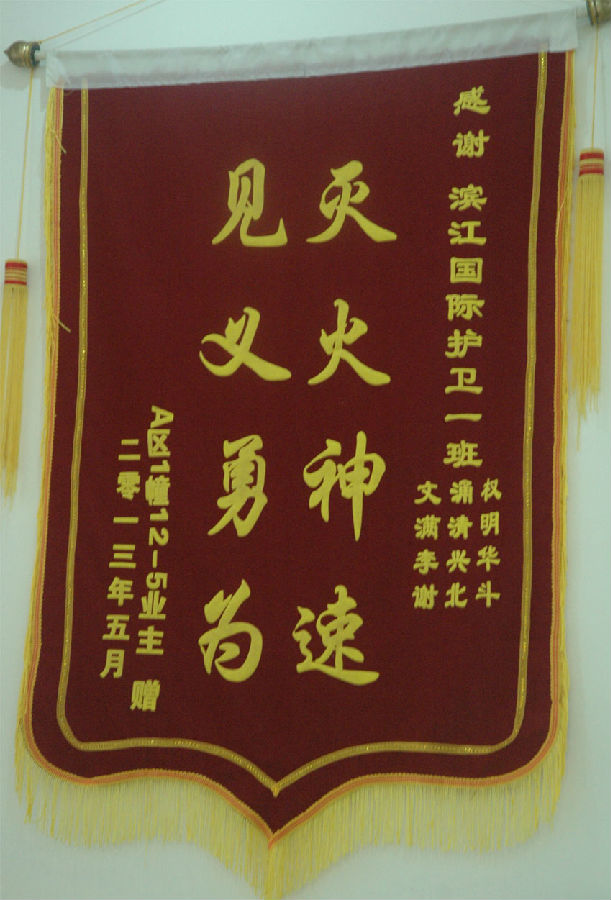 感谢 滨江国际护卫一班
文涌权
满清明
李兴华
谢北斗
灭火神速
见义勇为
A区1幢12-5业主 赠
二零一三年五月